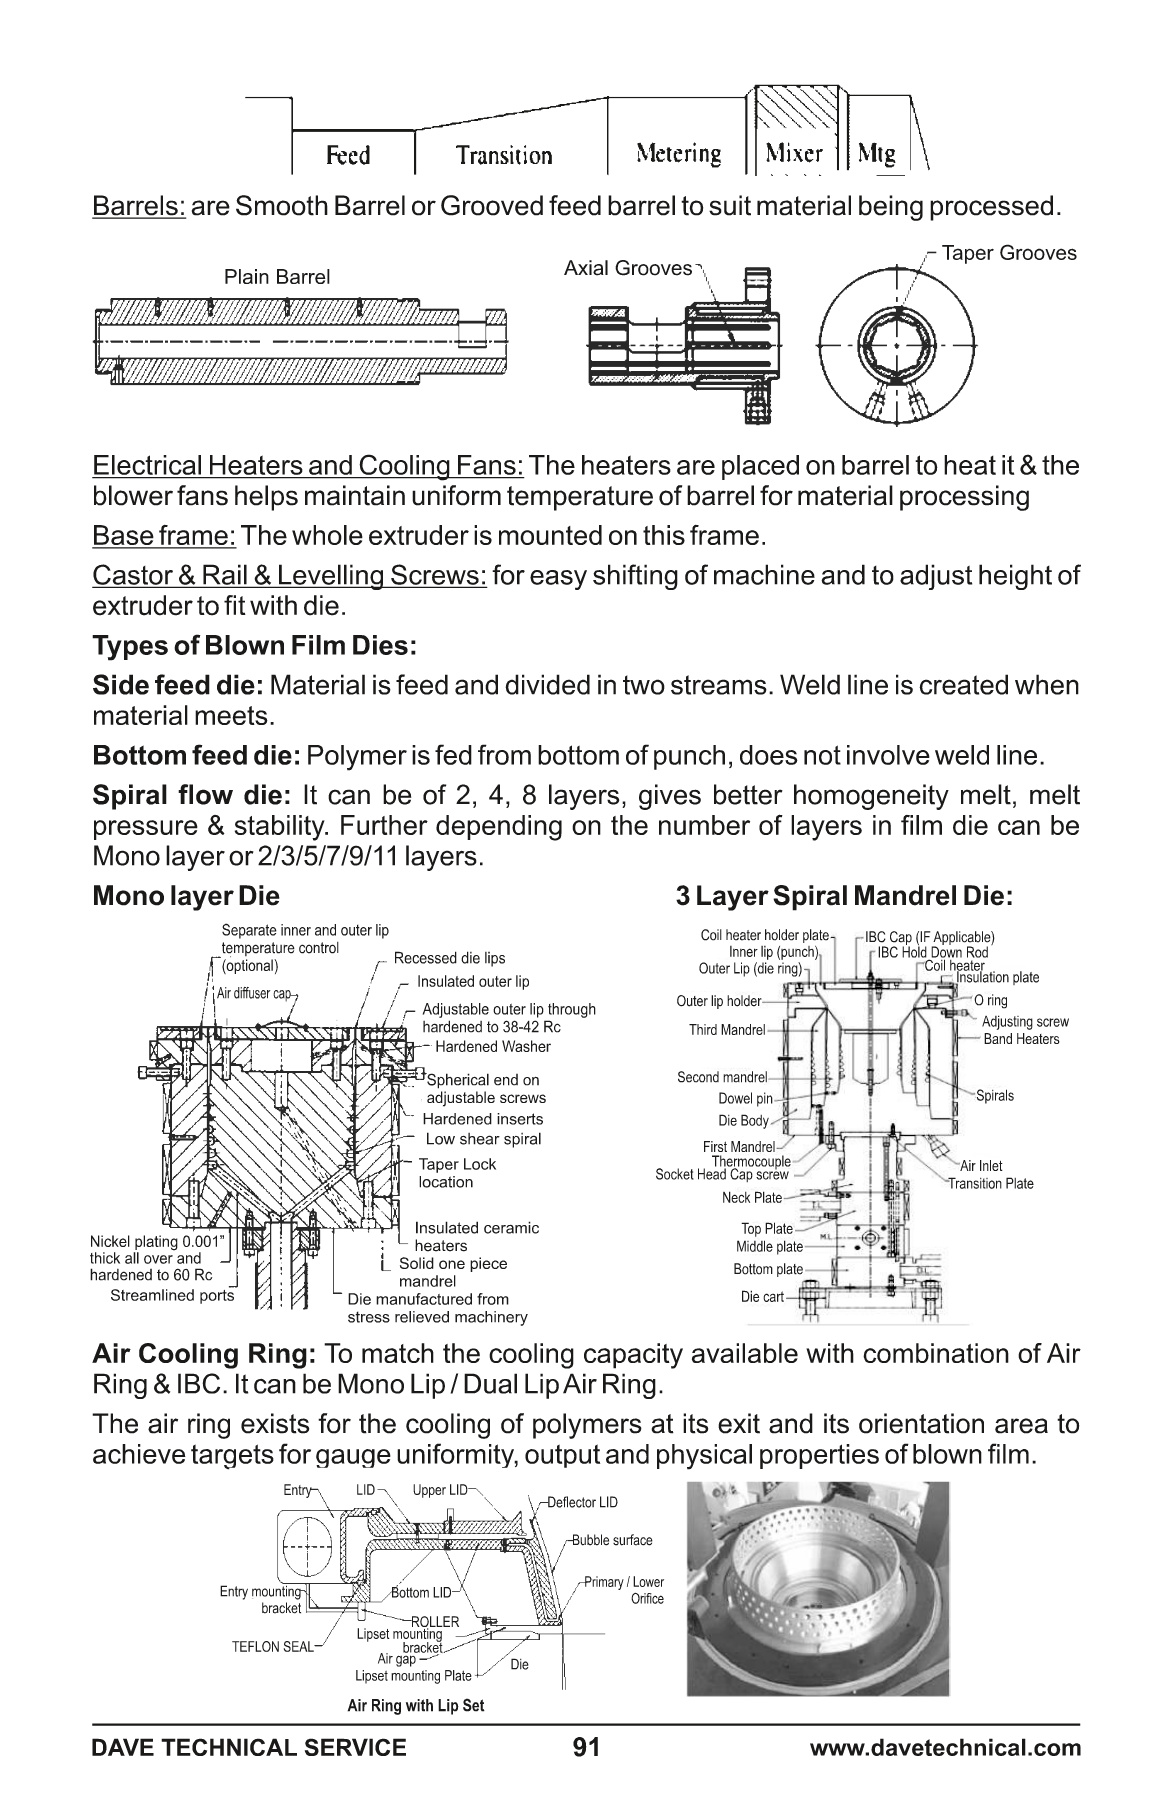 Feed Transition Metering Mixer Mtg
Barrels: are Smooth Barrel or Grooved feed barrel to suit material being processed.
Plain Barrel
Axial Grooves
Taper Grooves
Electrical Heaters and Cooling Fans: The heaters are placed on barrel to heat it & the
blower fans helps maintain uniform temperature of barrel for material processing
Base frame: The whole extruder is mounted on this frame.
Castor & Rail & Levelling Screws: for easy shifting of machine and to adjust height of
extruder to fit with die.
Types of Blown Film Dies:
Side feed die: Material is feed and divided in two streams. Weld line is created when
material meets.
Bottom feed die: Polymer is fed from bottom of punch, does not involve weld line.
Spiral flow die: It can be of 2, 4, 8 layers, gives better homogeneity melt, melt
pressure & stability. Further depending on the number of layers in film die can be
Mono layer or 2/3/5/7/9/11 layers.
Mono layer Die
Separate inner and outer lip
temperature control
(optional)
Air diffuser cap
Recessed die lips
Insulated outer lip
Adjustable outer lip through
hardened to 38-42 Rc
Hardened Washer
Spherical end on
adjustable screws
Hardened inserts
Low shear spiral
Taper Lock
location
Insulated ceramic
heaters
Solid one piece
mandrel
Die manufactured from
stress relieved machinery
Nickel plating 0.001"
thick all over and
hardened to 60 Rc
Streamlined ports
3 Layer Spiral Mandrel Die:
Coil heater holder plate
Inner lip (punch)
Outer Lip (die ring)
Outer lip holder
Third Mandrel
Second mandrel
Dowel pin
Die Body
First Mandrel
Thermocouple
Socket Head Cap screw
Neck Plate
Top Plate
Middle plate
Bottom plate
Die cart
IBC Cap (IF Applicable)
IBC Hold Down Rod
Coil heater
Insulation plate
O ring
Adjusting screw
Band Heaters
Spirals
Air Inlet
Transition Plate
M.L.
Air Cooling Ring: To match the cooling capacity available with combination of Air
Ring & IBC. It can be Mono Lip / Dual Lip Air Ring.
The air ring exists for the cooling of polymers at its exit and its orientation area to
achieve targets for gauge uniformity, output and physical properties of blown film.
Entry
LID
Upper LID
Deflector LID
Bubble surface
Primary / Lower
Orifice
Entry mounting
bracket
Bottom LID
ROLLER
TEFLON SEAL
Lipset mounting
bracket
Air gap
Lipset mounting Plate
Die
Air Ring with Lip Set
DAVE TECHNICAL SERVICE 91 www.davetechnical.com